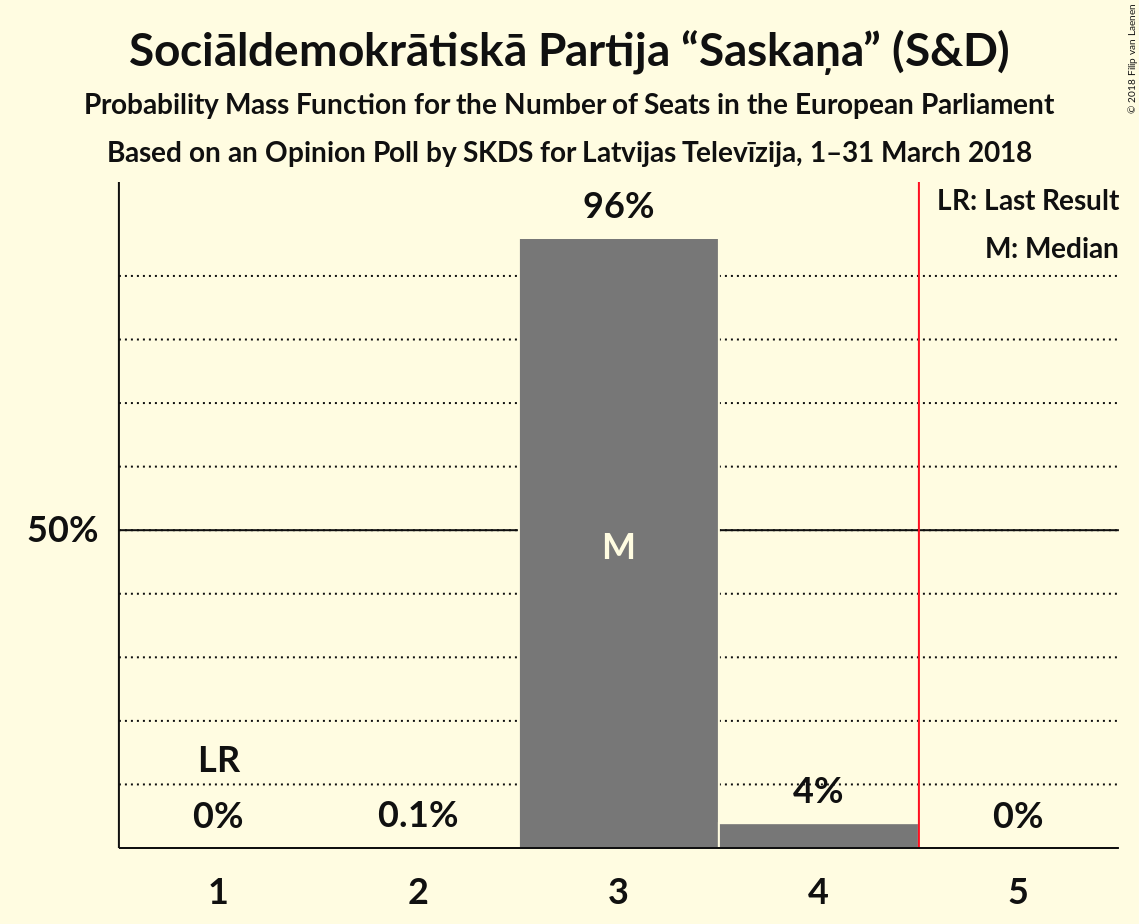 Sociāldemokrātiskā Partija “Saskaņa” (S&D)
Probability Mass Function for the Number of Seats in the European Parliament
Based on an Opinion Poll by SKDS for Latvijas Televīzija, 1–31 March 2018
© 2018 Filip van Laenen
LR: Last Result
M: Median
96%
50%
M
LR
0%
0.1%
4%
0%
1
2
3
4
5